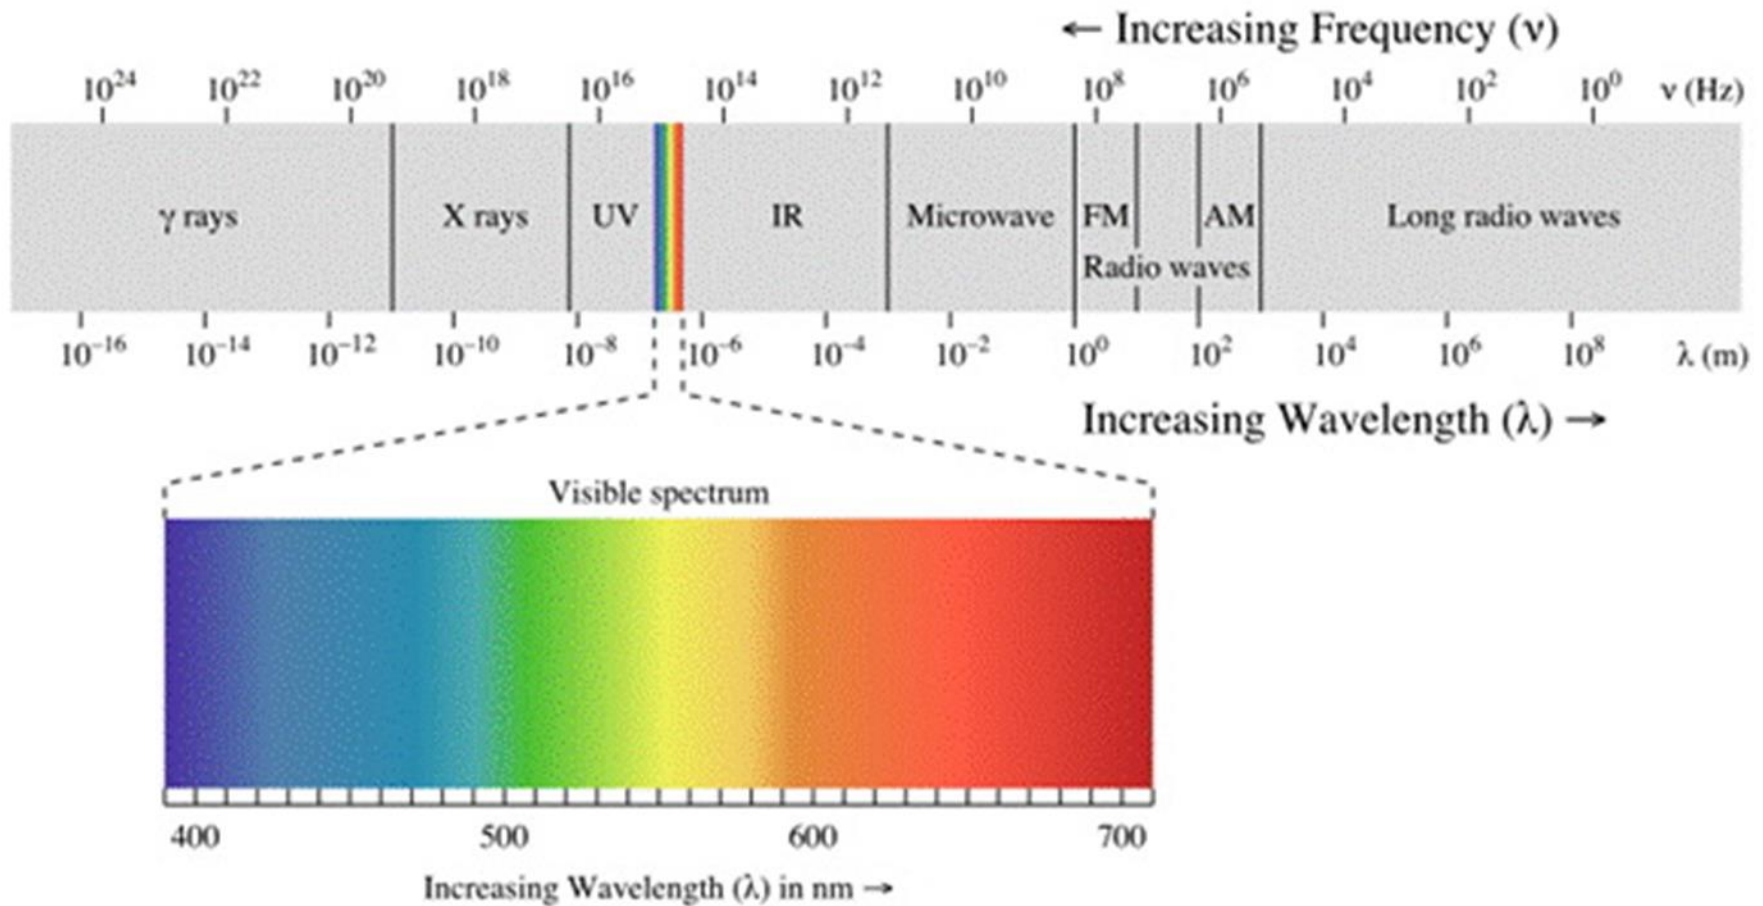 ← Increasing Frequency (ν)
10²⁴ 10²² 10²⁰ 10¹⁸ 10¹⁶ 10¹⁴ 10¹² 10¹⁰ 10⁸ 10⁶ 10⁴ 10² 10⁰ ν (Hz)
γ rays X rays UV IR Microwave FM AM Long radio waves
Radio waves
10⁻¹⁶ 10⁻¹⁴ 10⁻¹² 10⁻¹⁰ 10⁻⁸ 10⁻⁶ 10⁻⁴ 10⁻² 10⁰ 10² 10⁴ 10⁶ 10⁸ λ (m)
Increasing Wavelength (λ) →
Visible spectrum
400 500 600 700
Increasing Wavelength (λ) in nm →